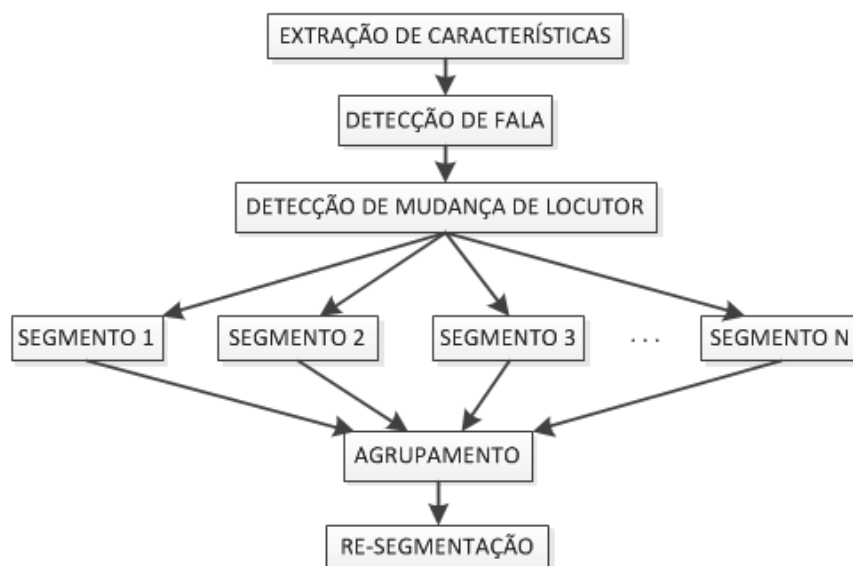 EXTRAÇÃO DE CARACTERÍSTICAS
DETECÇÃO DE FALA
DETECÇÃO DE MUDANÇA DE LOCUTOR
SEGMENTO 1
SEGMENTO 2
SEGMENTO 3
...
SEGMENTO N
AGRUPAMENTO
RE-SEGMENTAÇÃO